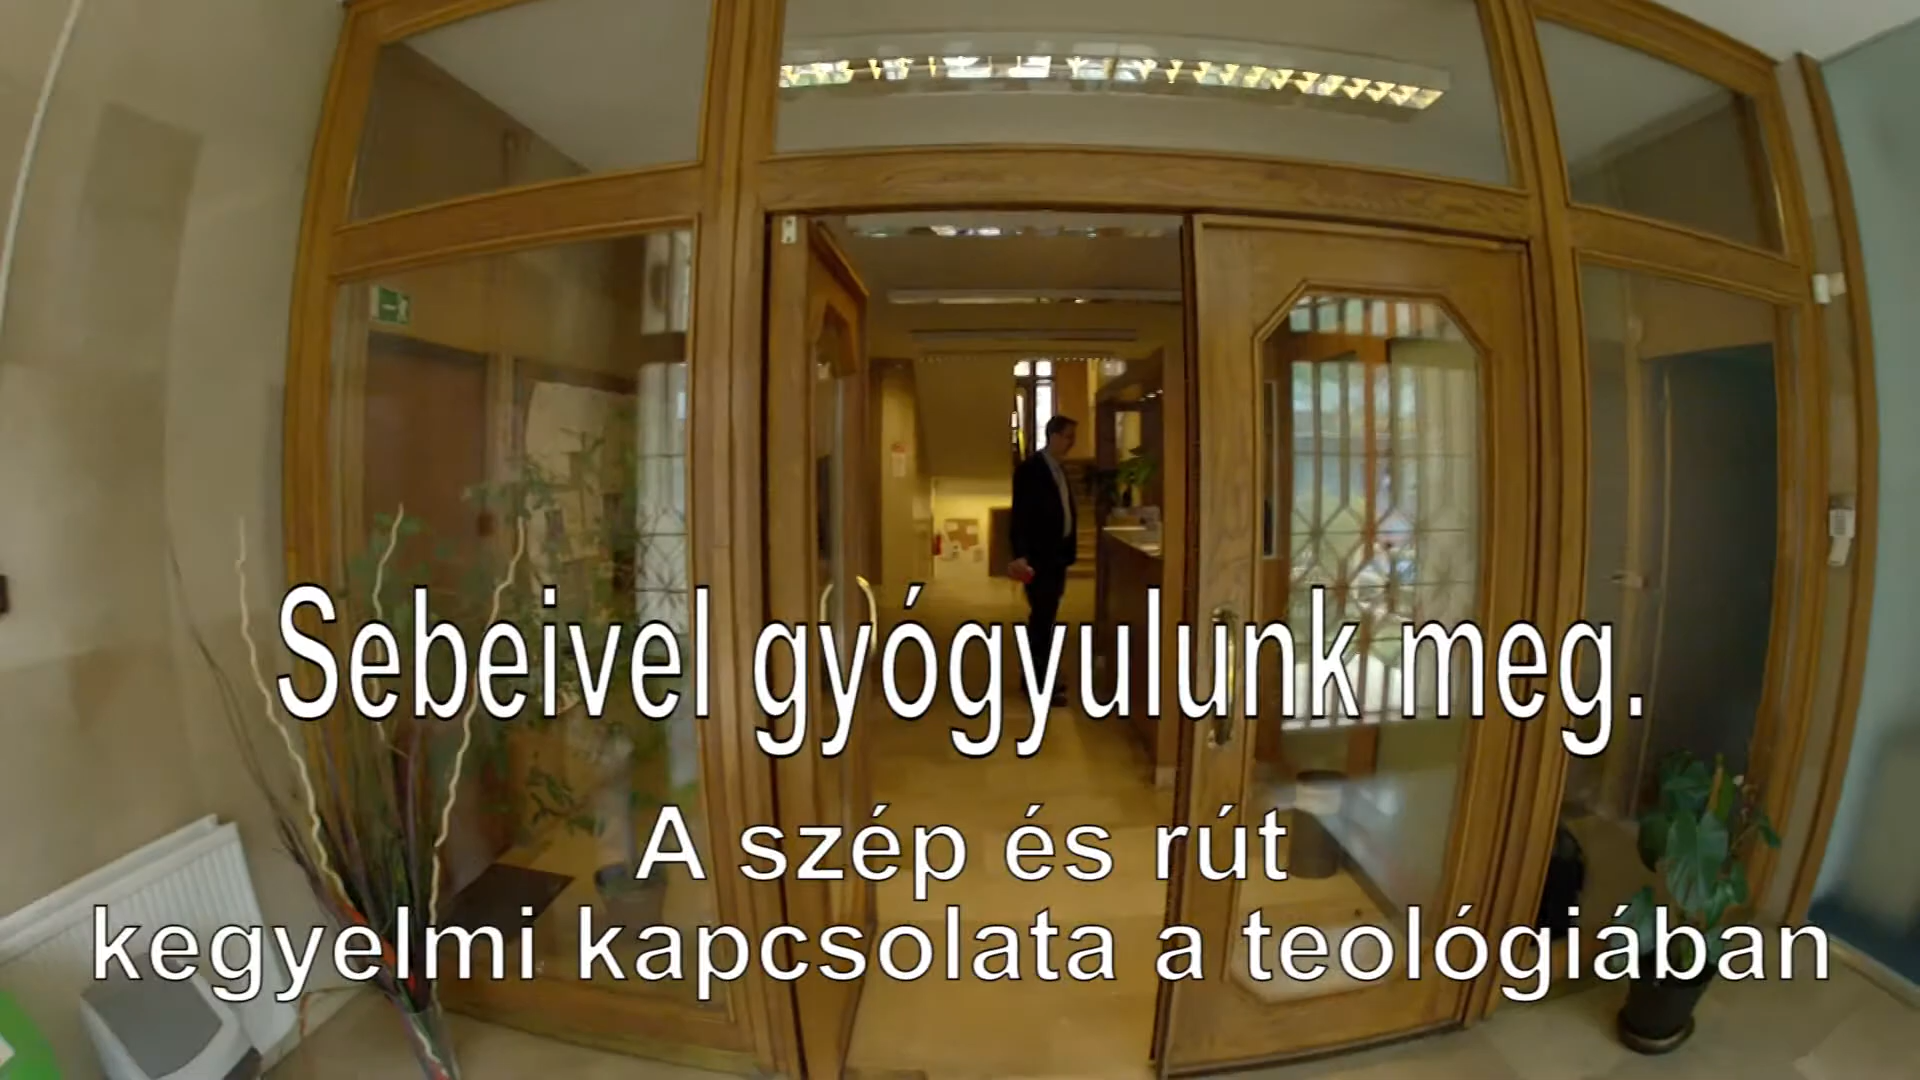 Sebeivel gyógyulunk meg.
A szép és rút
kegyelmi kapcsolata a teológiában